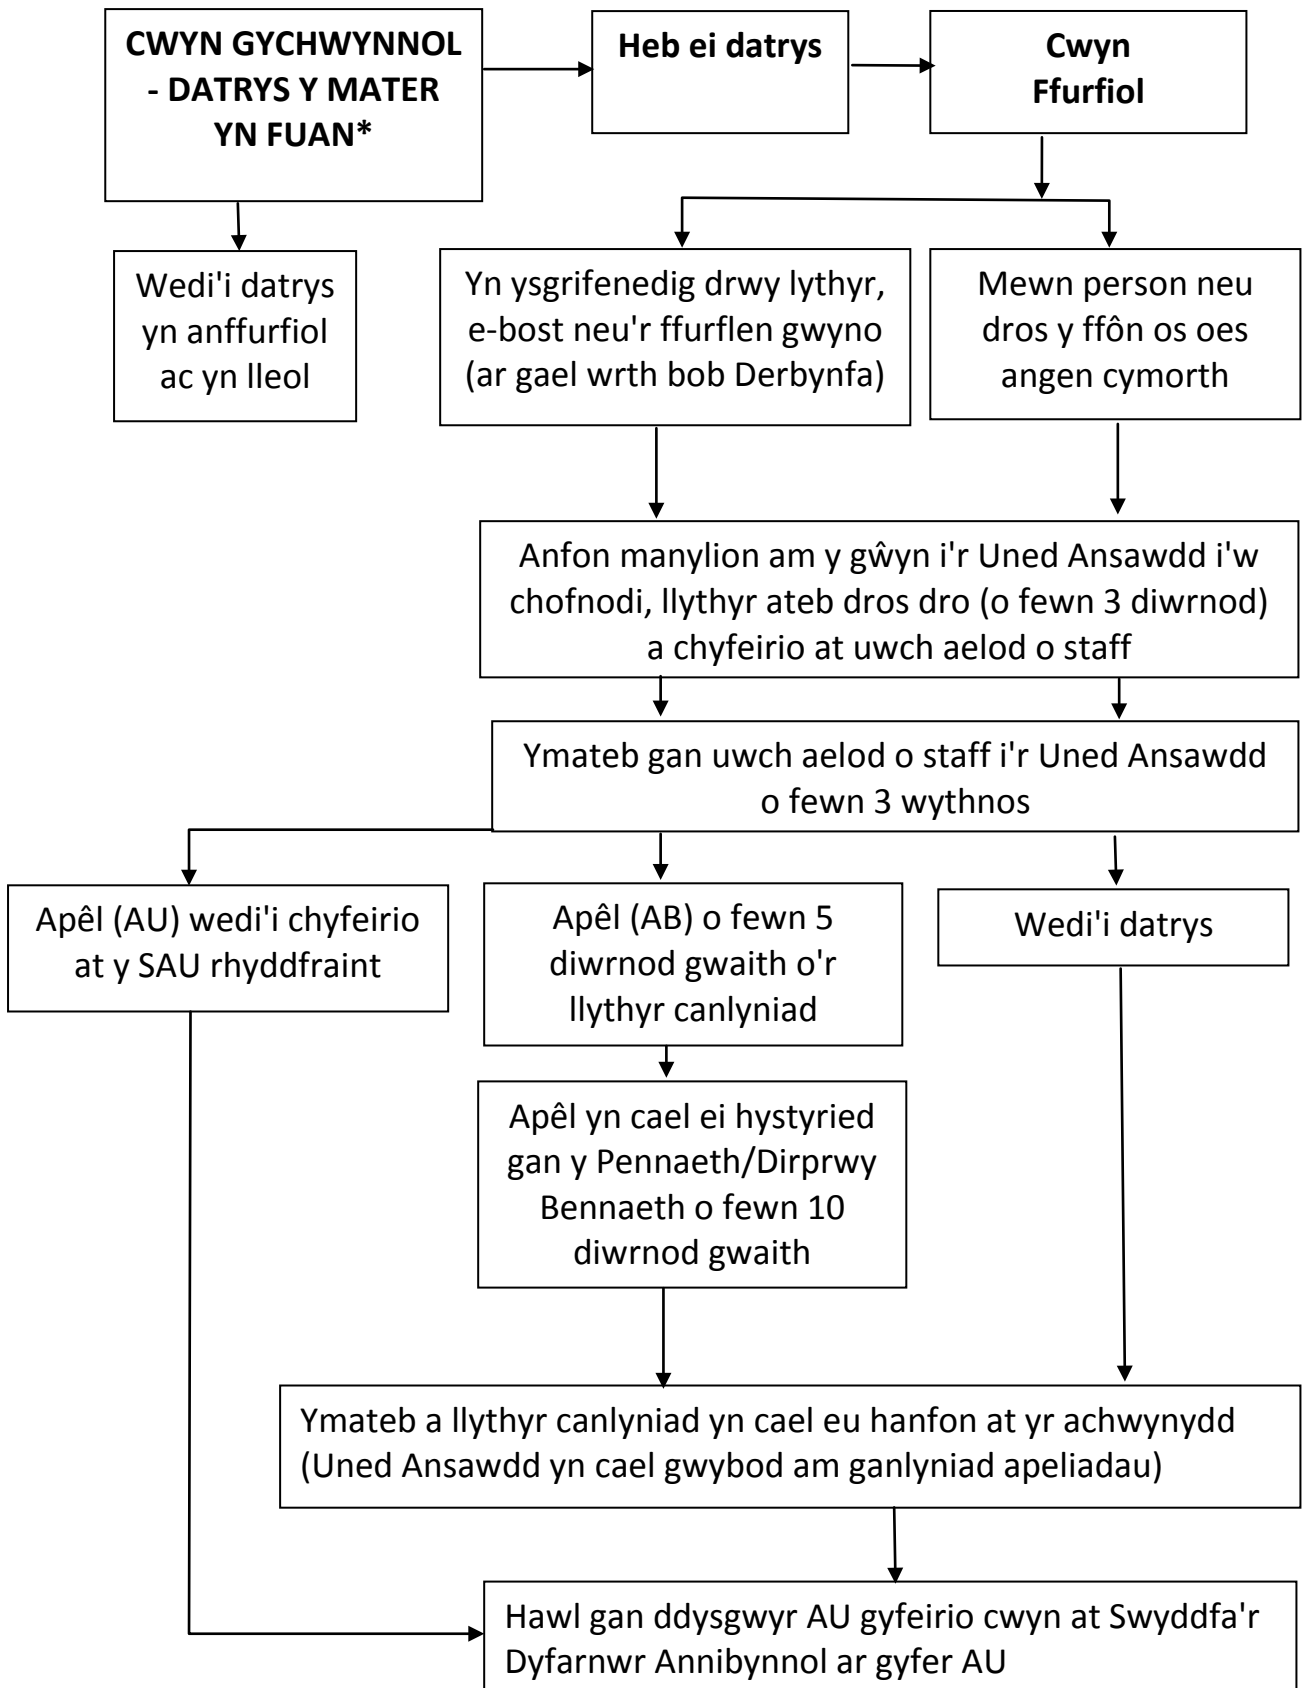 CWYN GYCHWYNNOL
- DATRYS Y MATER
YN FUAN*
Heb ei datrys
Cwyn
Ffurfiol
Wedi'i datrys
yn anffurfiol
ac yn lleol
Yn ysgrifenedig drwy lythyr,
e-bost neu'r ffurflen gwyno
(ar gael wrth bob Derbynfa)
Mewn person neu
dros y ffôn os oes
angen cymorth
Anfon manylion am y gŵyn i'r Uned Ansawdd i'w
chofnodi, llythyr ateb dros dro (o fewn 3 diwrnod)
a chyfeirio at uwch aelod o staff
Ymateb gan uwch aelod o staff i'r Uned Ansawdd
o fewn 3 wythnos
Apêl (AU) wedi'i chyfeirio
at y SAU rhyddfraint
Apêl (AB) o fewn 5
diwrnod gwaith o'r
llythyr canlyniad
Wedi'i datrys
Apêl yn cael ei hystyried
gan y Pennaeth/Dirprwy
Bennaeth o fewn 10
diwrnod gwaith
Ymateb a llythyr canlyniad yn cael eu hanfon at yr achwynydd
(Uned Ansawdd yn cael gwybod am ganlyniad apeliadau)
Hawl gan ddysgwyr AU gyfeirio cwyn at Swyddfa'r
Dyfarnwr Annibynnol ar gyfer AU